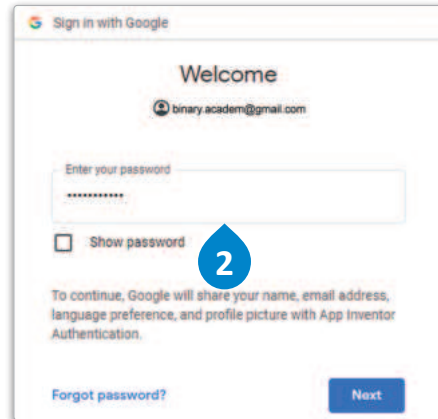 Sign in with Google
Welcome
binary.academ@gmail.com
Enter your password
•••••••••••
Show password
2
To continue, Google will share your name, email address,
language preference, and profile picture with App Inventor
Authentication.
Forgot password?
Next